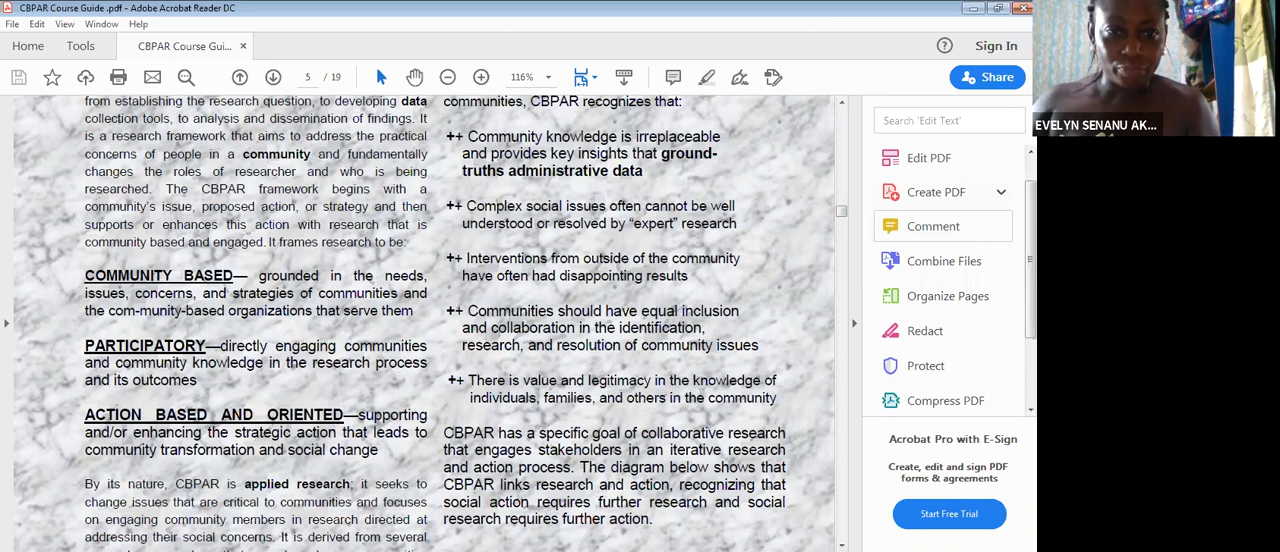 CBPAR Course Guide .pdf - Adobe Acrobat Reader DC
File Edit View Window Help
Home Tools CBPAR Course Gui... ×
Sign In
5 / 19
116%
Share
from establishing the research question, to developing data
collection tools, to analysis and dissemination of findings. It
is a research framework that aims to address the practical
concerns of people in a community and fundamentally
changes the roles of researcher and who is being
researched. The CBPAR framework begins with a
community's issue, proposed action, or strategy and then
supports or enhances this action with research that is
community based and engaged. It frames research to be:
COMMUNITY BASED— grounded in the needs,
issues, concerns, and strategies of communities and
the com-munity-based organizations that serve them
PARTICIPATORY—directly engaging communities
and community knowledge in the research process
and its outcomes
ACTION BASED AND ORIENTED—supporting
and/or enhancing the strategic action that leads to
community transformation and social change
By its nature, CBPAR is applied research; it seeks to
change issues that are critical to communities and focuses
on engaging community members in research directed at
addressing their social concerns. It is derived from several
communities, CBPAR recognizes that:
++ Community knowledge is irreplaceable
and provides key insights that ground-
truths administrative data
++ Complex social issues often cannot be well
understood or resolved by “expert” research
++ Interventions from outside of the community
have often had disappointing results
++ Communities should have equal inclusion
and collaboration in the identification,
research, and resolution of community issues
++ There is value and legitimacy in the knowledge of
individuals, families, and others in the community
CBPAR has a specific goal of collaborative research
that engages stakeholders in an iterative research
and action process. The diagram below shows that
CBPAR links research and action, recognizing that
social action requires further research and social
research requires further action.
Search 'Edit Text'
Edit PDF
Create PDF
Comment
Combine Files
Organize Pages
Redact
Protect
Compress PDF
Acrobat Pro with E-Sign
Create, edit and sign PDF
forms & agreements
Start Free Trial
EVELYN SENANU AK...